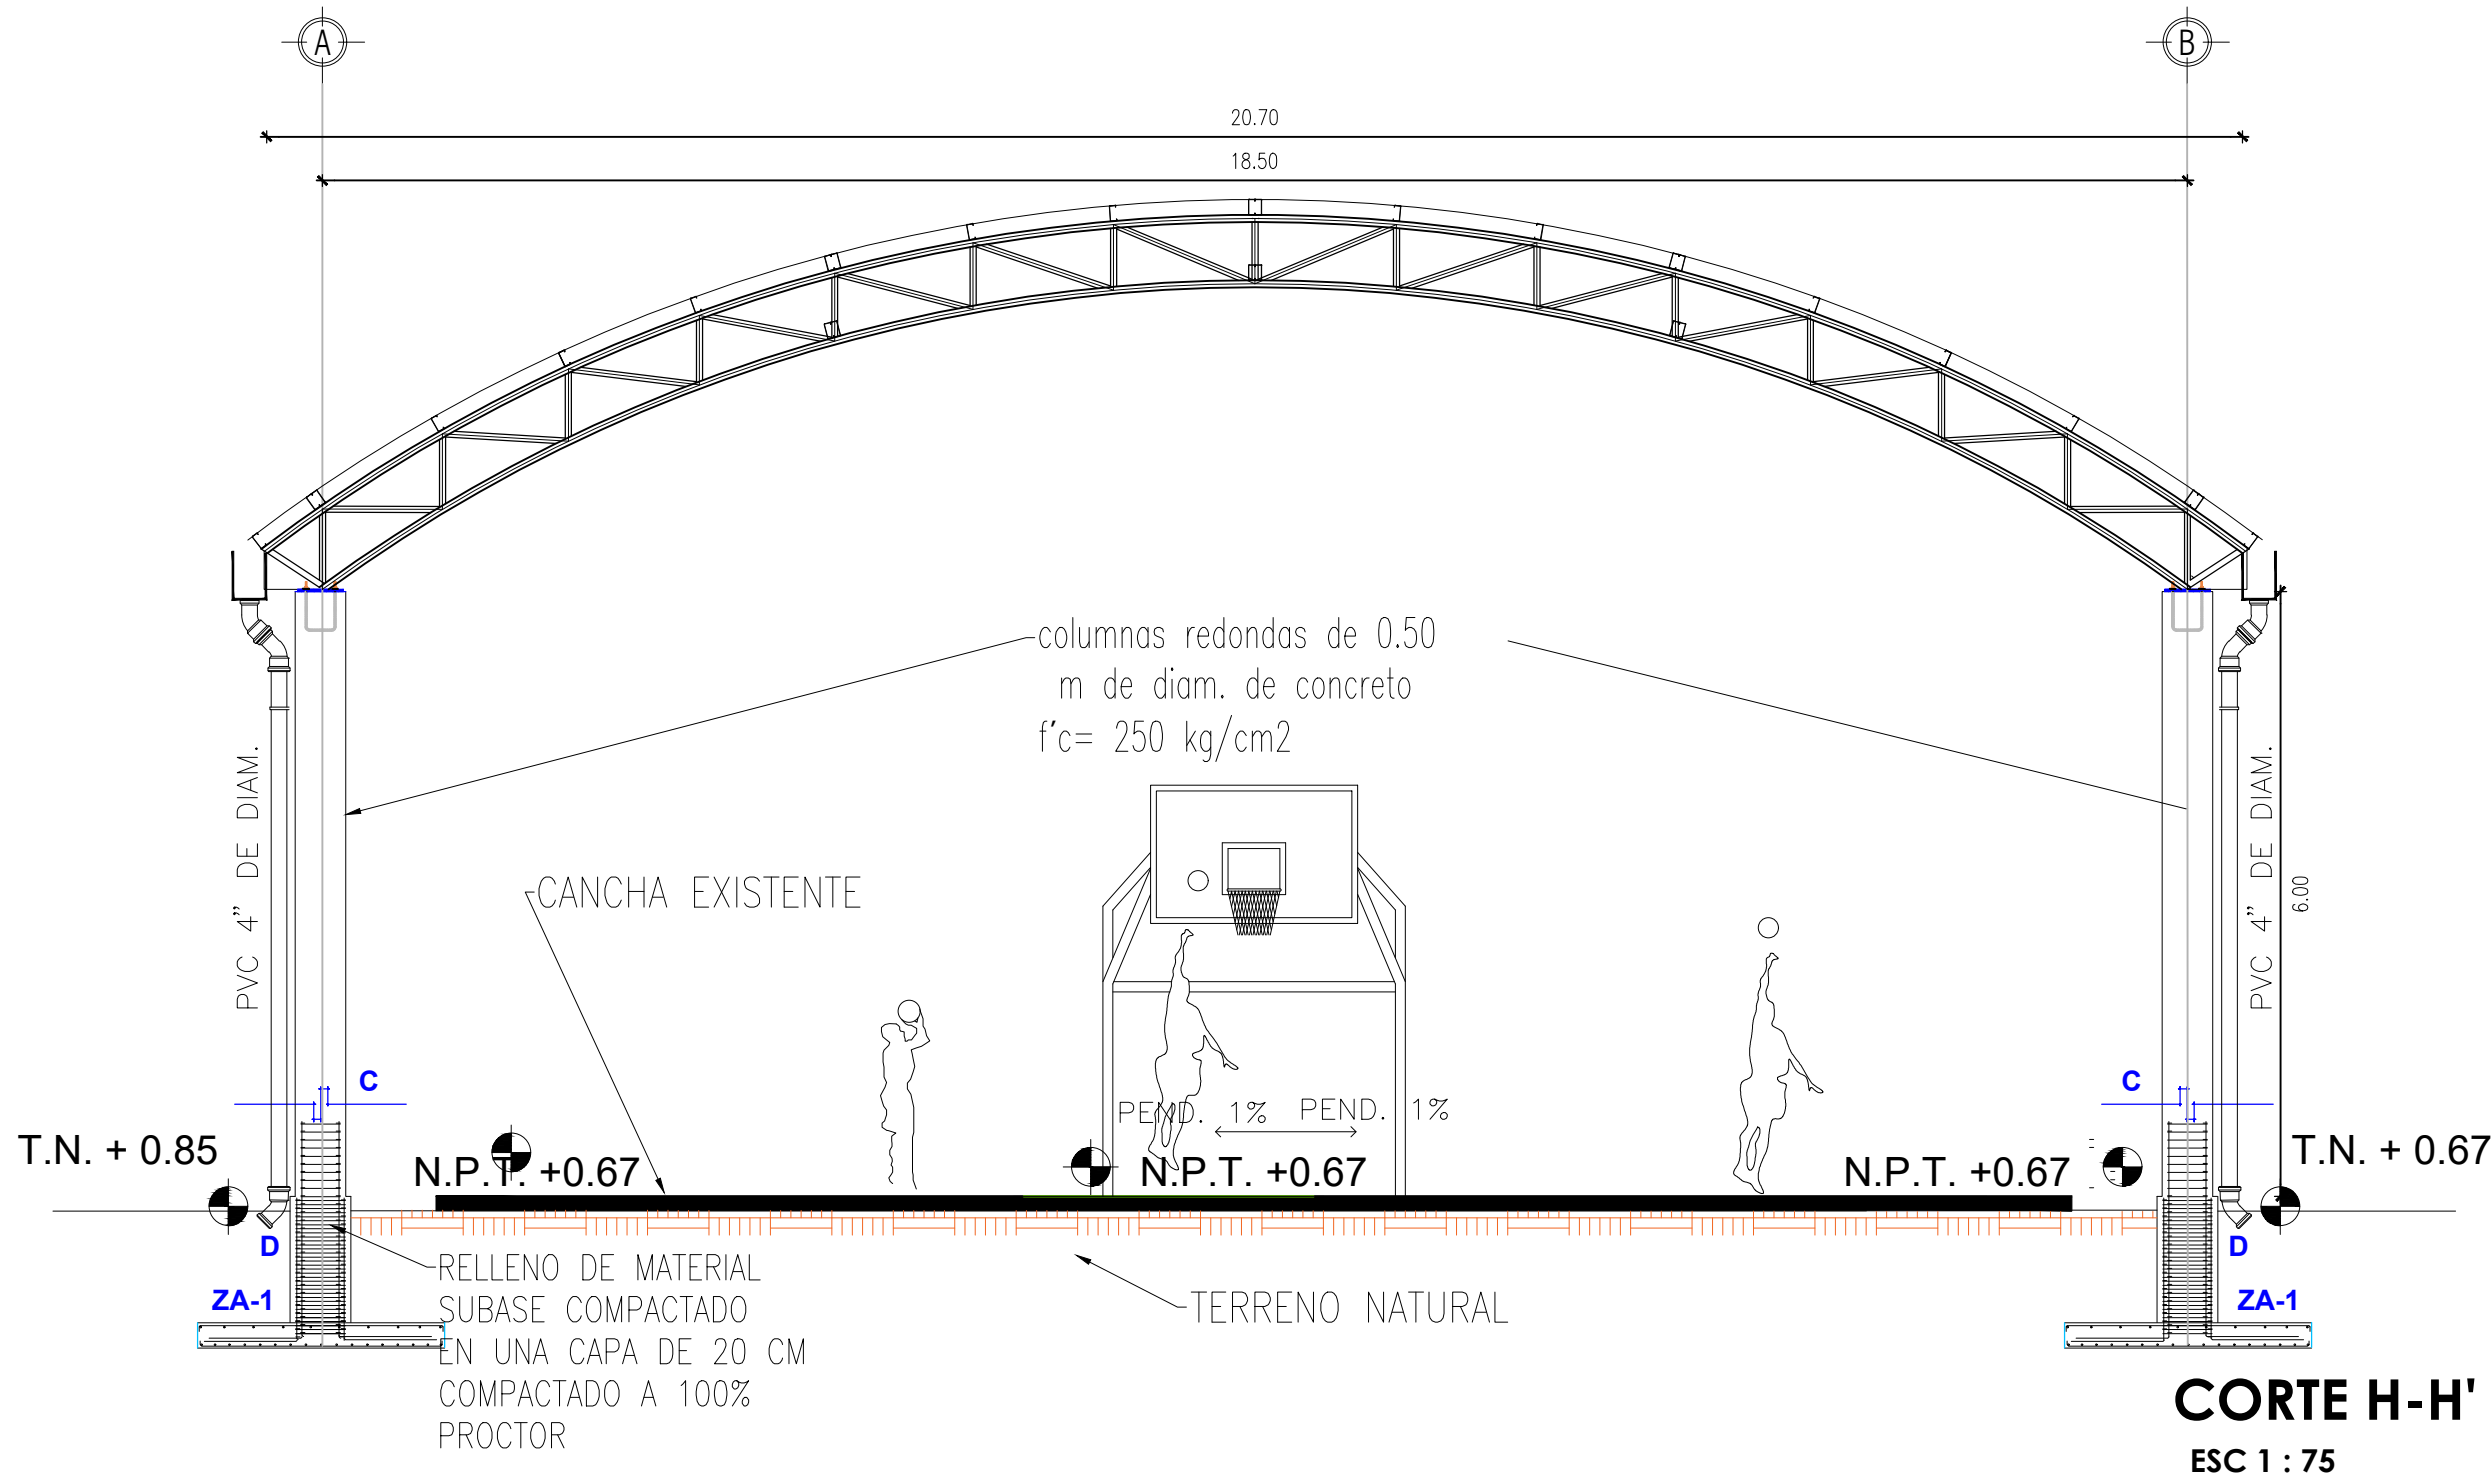 A
B
20.70
18.50
columnas redondas de 0.50
m de diam. de concreto
f'c= 250 kg/cm2
PVC 4" DE DIAM.
PVC 4" DE DIAM.
6.00
CANCHA EXISTENTE
C
C
PEND. 1%
PEND. 1%
T.N. + 0.85
N.P.T. +0.67
N.P.T. +0.67
N.P.T. +0.67
T.N. + 0.67
D
D
RELLENO DE MATERIAL
SUBASE COMPACTADO
EN UNA CAPA DE 20 CM
COMPACTADO A 100%
PROCTOR
ZA-1
ZA-1
TERRENO NATURAL
CORTE H-H'
ESC 1 : 75